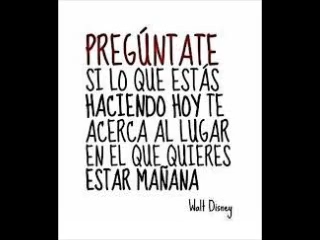 PREGÚNTATE
SI LO QUE ESTÁS
HACIENDO HOY TE
ACERCA AL LUGAR
EN EL QUE QUIERES
ESTAR MAÑANA
Walt Disney